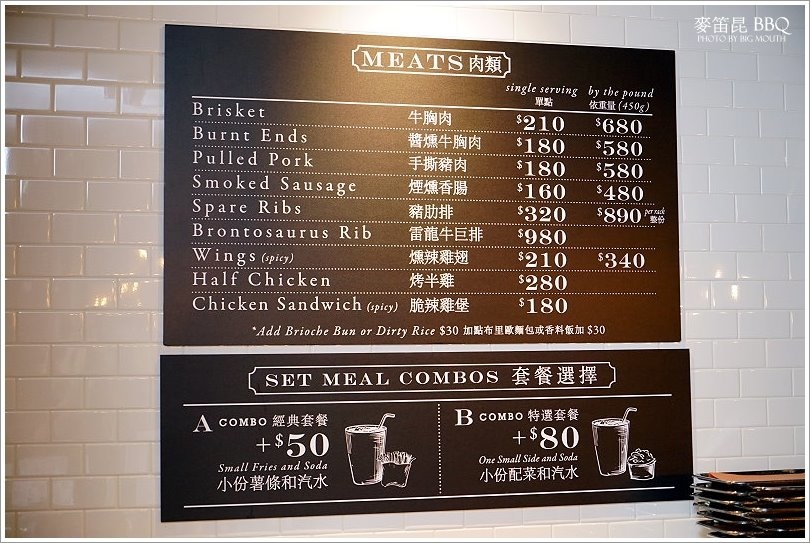 麥笛昆 BBQ
PHOTO BY BIG MOUTH
MEATS 肉類
single serving by the pound
單點 依重量 (450g)
Brisket 牛胸肉 $210 $680
Burnt Ends 醬燻牛胸肉 $180 $580
Pulled Pork 手撕豬肉 $180 $580
Smoked Sausage 煙燻香腸 $160 $480
Spare Ribs 豬肋排 $320 $890 per rack 整份
Brontosaurus Rib 雷龍牛巨排 $980
Wings (spicy) 燻辣雞翅 $210 $340
Half Chicken 烤半雞 $280
Chicken Sandwich (spicy) 脆辣雞堡 $180
*Add Brioche Bun or Dirty Rice $30 加點布里歐麵包或香料飯加 $30
SET MEAL COMBOS 套餐選擇
A COMBO 經典套餐
+$50
Small Fries and Soda
小份薯條和汽水
B COMBO 特選套餐
+$80
One Small Side and Soda
小份配菜和汽水